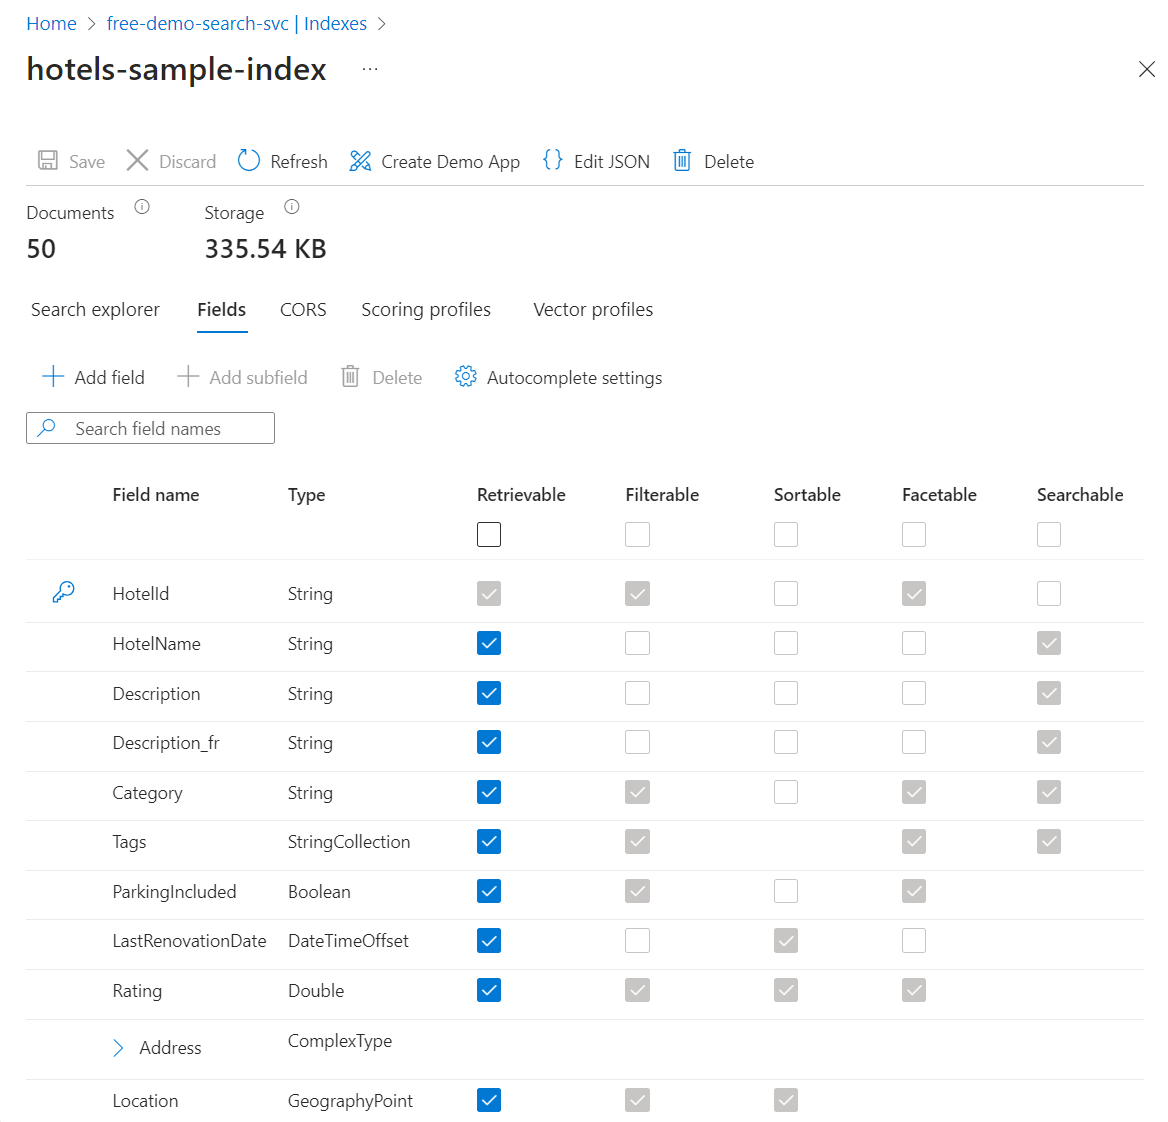 Home > free-demo-search-svc | Indexes >
hotels-sample-index ...
Save Discard Refresh Create Demo App {} Edit JSON Delete
Documents Storage
50 335.54 KB
Search explorer Fields CORS Scoring profiles Vector profiles
Add field Add subfield Delete Autocomplete settings
Search field names
Field name Type Retrievable Filterable Sortable Facetable Searchable
HotelId String
HotelName String
Description String
Description_fr String
Category String
Tags StringCollection
ParkingIncluded Boolean
LastRenovationDate DateTimeOffset
Rating Double
Address ComplexType
Location GeographyPoint